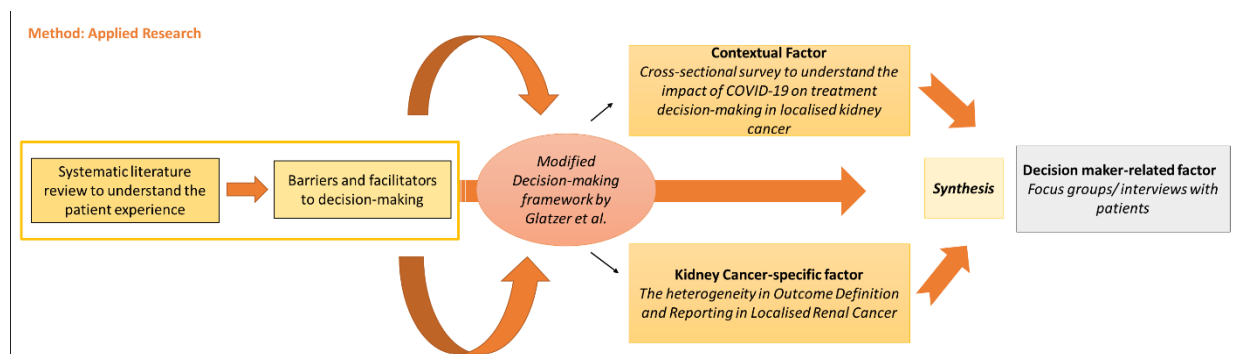 Method: Applied Research
Systematic literature
review to understand the
patient experience
Barriers and facilitators
to decision-making
Modified
Decision-making
framework by
Glatzer et al.
Contextual Factor
Cross-sectional survey to understand the
impact of COVID-19 on treatment
decision-making in localised kidney
cancer
Kidney Cancer-specific factor
The heterogeneity in Outcome Definition
and Reporting in Localised Renal Cancer
Synthesis
Decision maker-related factor
Focus groups/ interviews with
patients